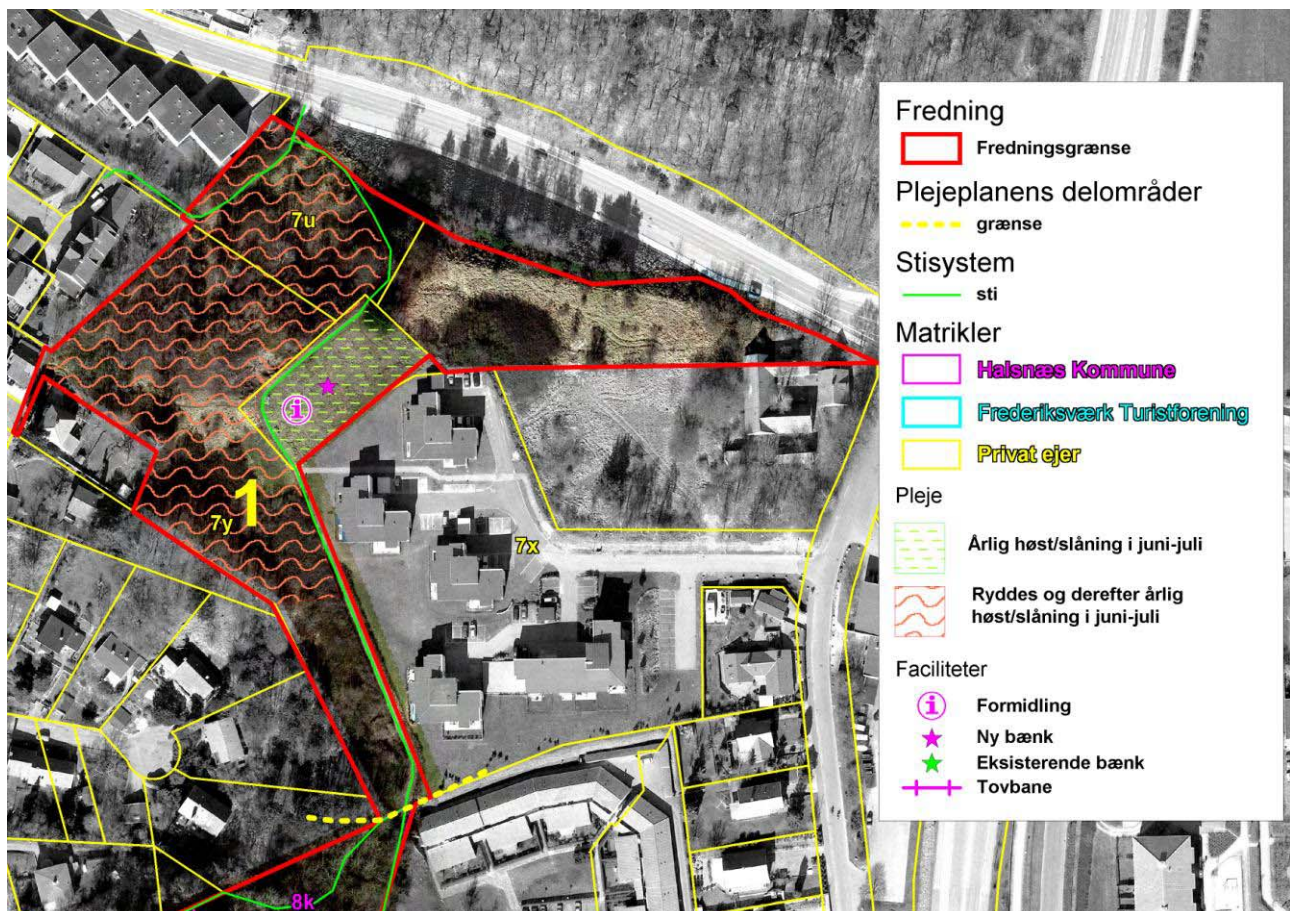 7u
1
7y
7x
8k
Fredning
Fredningsgrænse
Plejeplanens delområder
grænse
Stisystem
sti
Matrikler
Halsnæs Kommune
Frederiksværk Turistforening
Privat ejer
Pleje
Årlig høst/slåning i juni-juli
Ryddes og derefter årlig
høst/slåning i juni-juli
Faciliteter
i
Formidling
Ny bænk
Eksisterende bænk
Tovbane